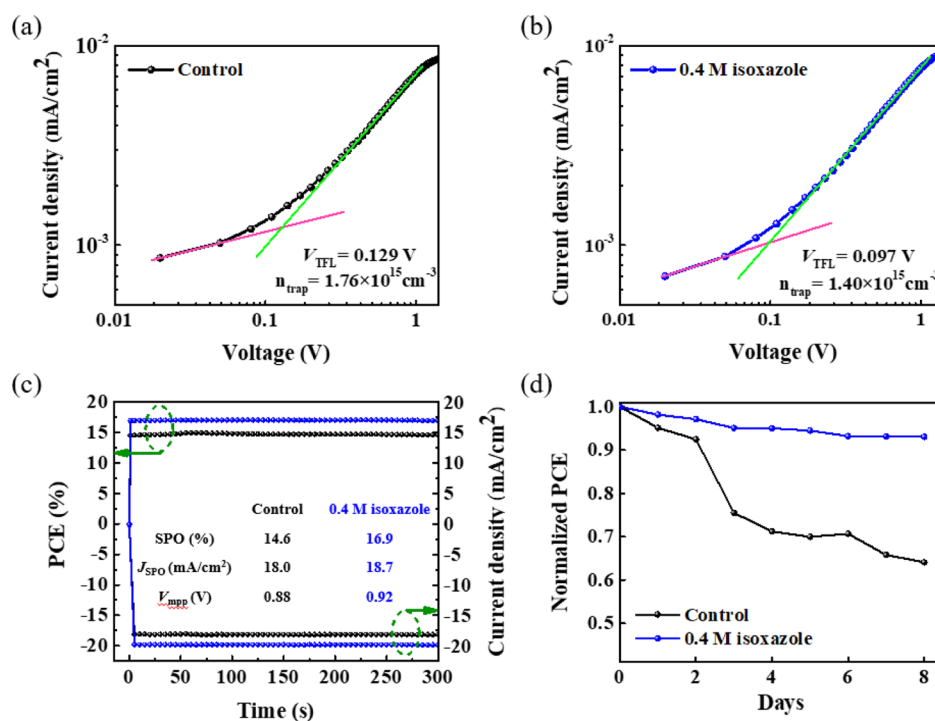 (a)
10⁻²
10⁻³
Current density (mA/cm²)
Control
V_TFL = 0.129 V
n_trap = 1.76×10¹⁵cm⁻³
0.01
0.1
1
Voltage (V)
(b)
10⁻²
10⁻³
Current density (mA/cm²)
0.4 M isoxazole
V_TFL = 0.097 V
n_trap = 1.40×10¹⁵cm⁻³
0.01
0.1
1
Voltage (V)
(c)
20
15
10
5
0
-5
-10
-15
-20
PCE (%)
Control 0.4 M isoxazole
SPO (%) 14.6 16.9
J_SPO (mA/cm²) 18.0 18.7
V_mpp (V) 0.88 0.92
20
15
10
5
0
-5
-10
-15
-20
Current density (mA/cm²)
0 50 100 150 200 250 300
Time (s)
(d)
1.0
0.9
0.8
0.7
0.6
0.5
Normalized PCE
Control
0.4 M isoxazole
0 2 4 6 8
Days